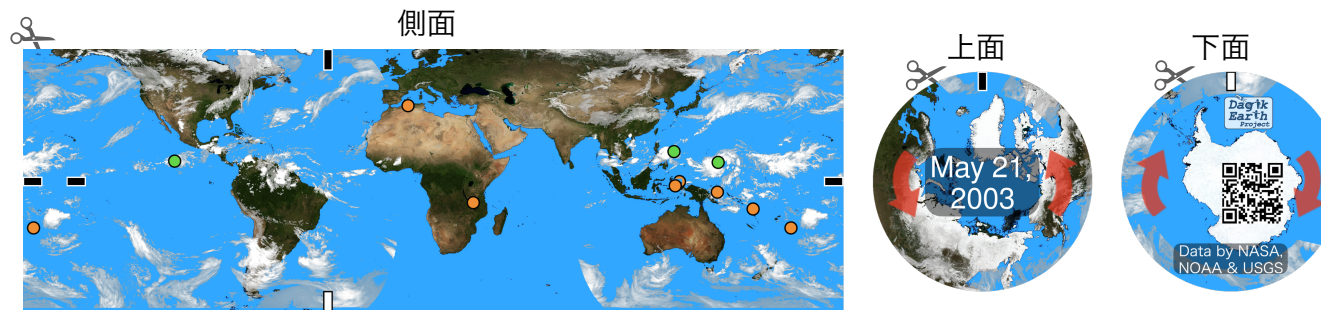 側面
上面
下面
May 21,
2003
Dagik
Earth
Project
Data by NASA,
NOAA & USGS